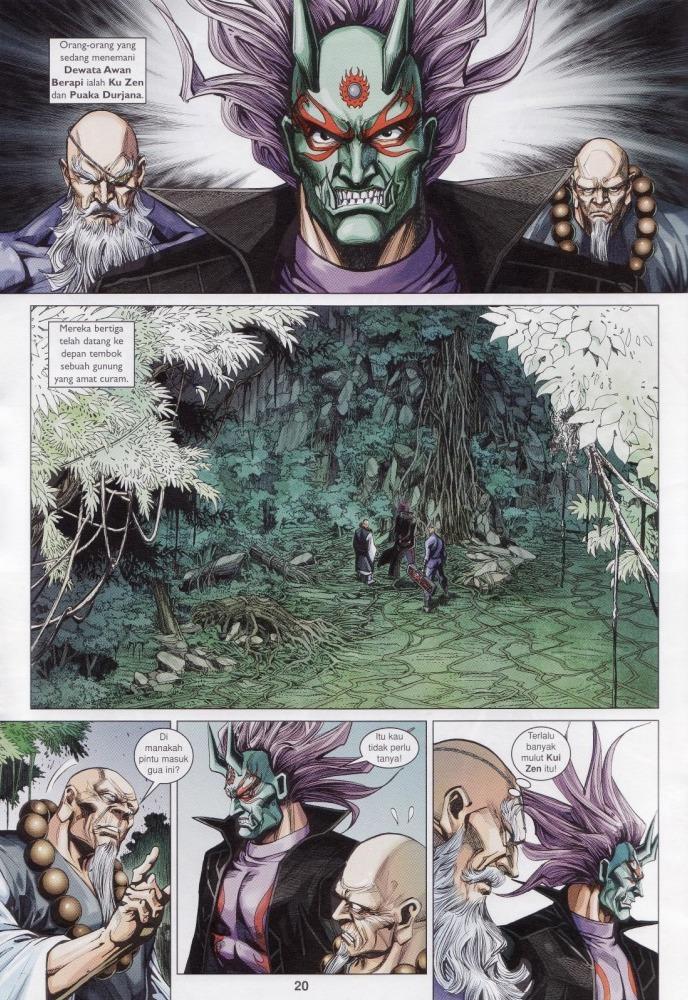 Orang-orang yang
sedang menemani
Dewata Awan
Berapi ialah Ku Zen
dan Puaka Durjana.
Mereka bertiga
telah datang ke
depan tembok
sebuah gunung
yang amat curam.
Di
manakah
pintu masuk
gua ini?
Itu kau
tidak perlu
tanya!
Terlalu
banyak
mulut Kui
Zen itu!
20